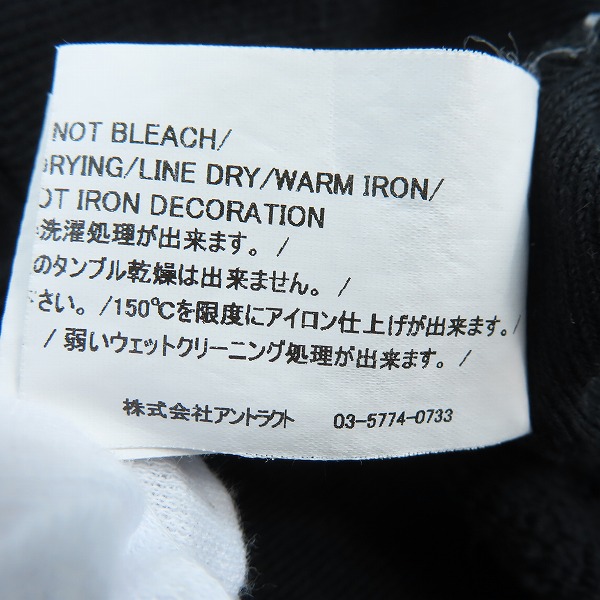 NOT BLEACH/
DRYING/LINE DRY/WARM IRON/
OT IRON DECORATION
洗濯処理が出来ます。 /
のタンブル乾燥は出来ません。 /
さい。 /150℃を限度にアイロン仕上げが出来ます。/
/ 弱いウェットクリーニング処理が出来ます。 /
株式会社アントラクト 03-5774-0733